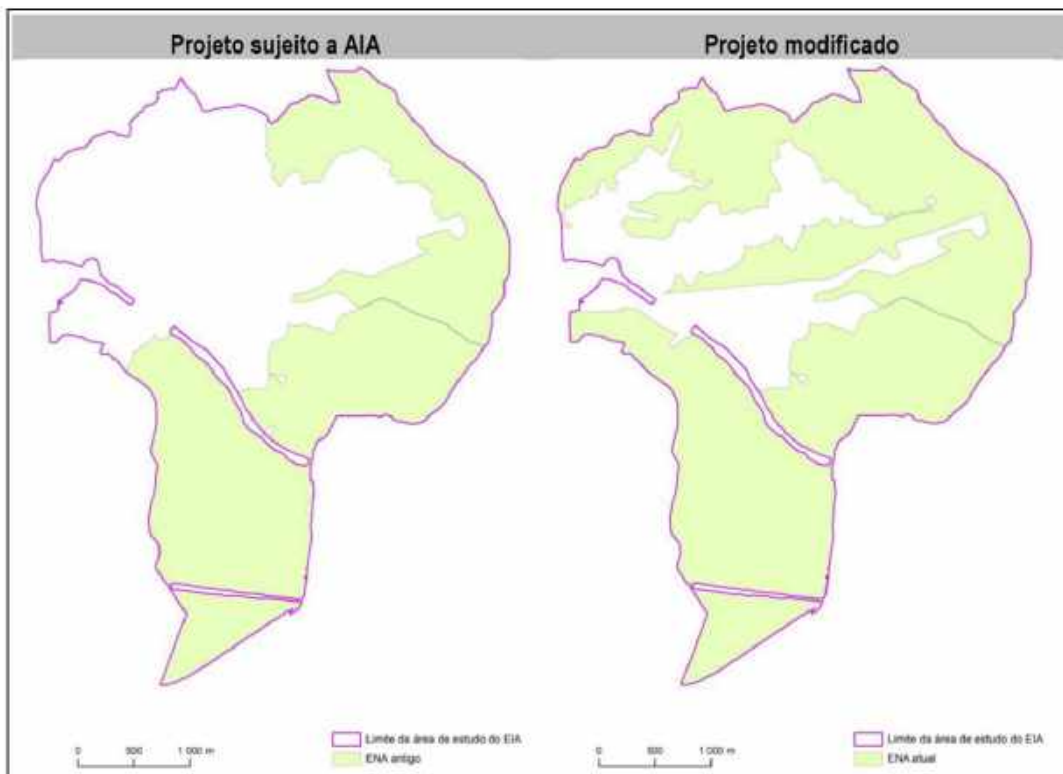 Projeto sujeito a AIA
Projeto modificado
0 500 1 000 m
Limite da área de estudo do EIA
ENA antigo
0 500 1 000 m
Limite da área de estudo do EIA
ENA atual